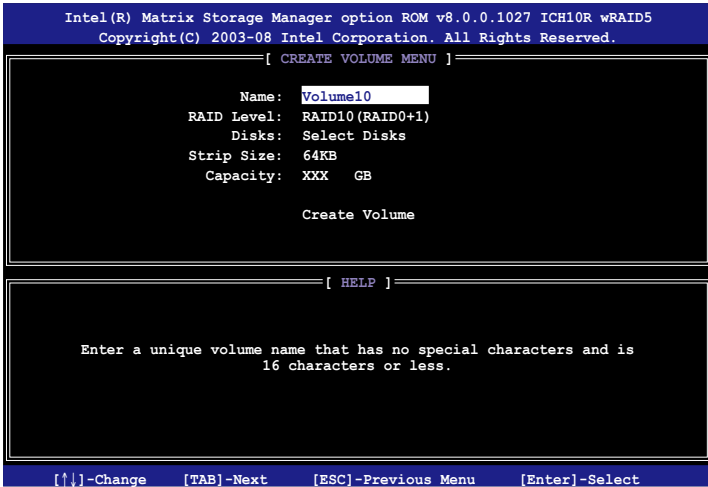 Intel(R) Matrix Storage Manager option ROM v8.0.0.1027 ICH10R wRAID5
Copyright(C) 2003-08 Intel Corporation. All Rights Reserved.
[ CREATE VOLUME MENU ]
Name: Volume10
RAID Level: RAID10(RAID0+1)
Disks: Select Disks
Strip Size: 64KB
Capacity: XXX GB
Create Volume
[ HELP ]
Enter a unique volume name that has no special characters and is
16 characters or less.
[↑↓]-Change [TAB]-Next [ESC]-Previous Menu [Enter]-Select